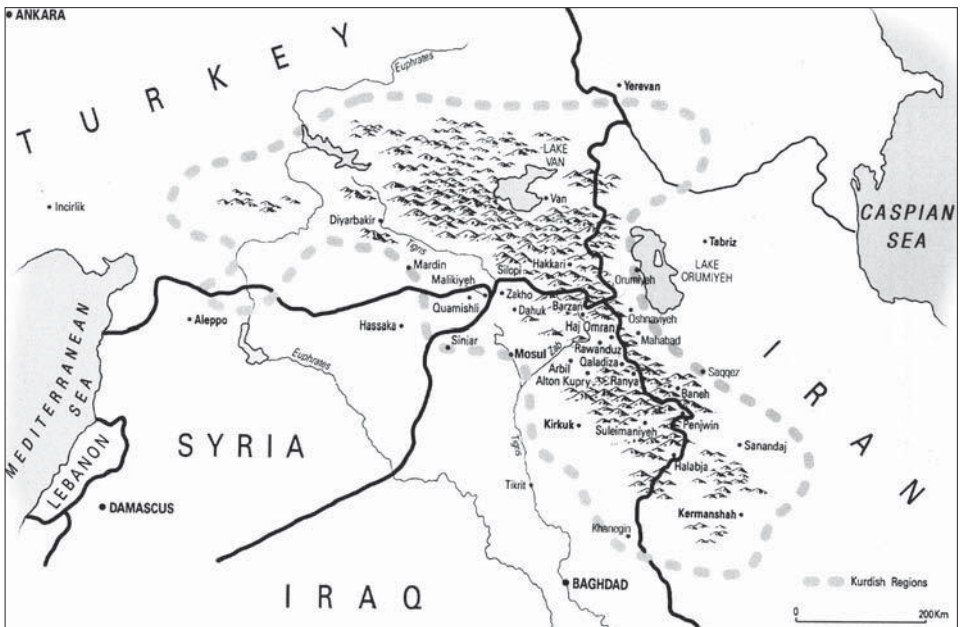 ANKARA
TURKEY
Euphrates
Yerevan
LAKE
VAN
Van
Incirlik
CASPIAN
SEA
Diyarbakir
Tigris
Tabriz
LAKE
ORUMIYEH
Mardin
Silopi
Hakkari
Orumiyeh
Malikiyeh
Zakho
Barzan
Quamishli
Dahuk
Oshnaviyeh
Aleppo
Hassaka
Haj Omran
Mahabad
Sinjar
Mosul
Zab
Rawanduz
Qaladiza
Arbil
Saqqez
Alton Kupry
Ranya
Baneh
MEDITERRANEAN
SEA
Euphrates
Kirkuk
Suleimaniyeh
Penjwin
IRAN
SYRIA
Tigris
Sanandaj
LEBANON
Halabja
Tikrit
DAMASCUS
Kermanshah
Khanegin
IRAQ
BAGHDAD
Kurdish Regions
0 200Km